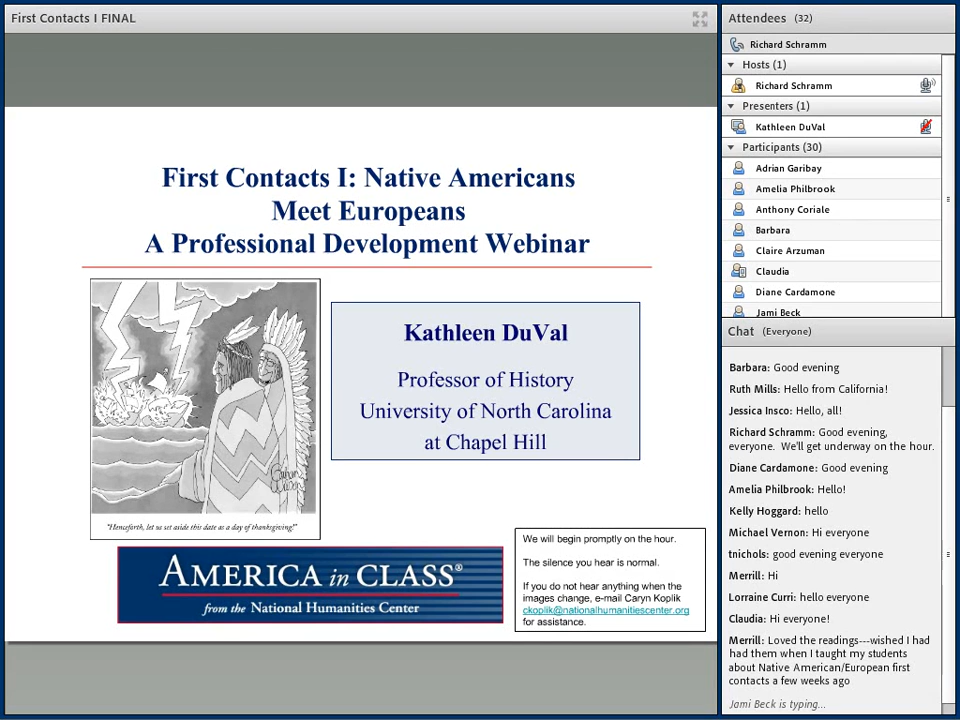 First Contacts I FINAL
First Contacts I: Native Americans
Meet Europeans
A Professional Development Webinar
Kathleen DuVal
Professor of History
University of North Carolina
at Chapel Hill
"Henceforth, let us set aside this date as a day of thanksgiving!"
AMERICA in CLASS®
from the National Humanities Center
We will begin promptly on the hour.
The silence you hear is normal.
If you do not hear anything when the
images change, e-mail Caryn Koplik
ckoplik@nationalhumanitiescenter.org
for assistance.
Attendees (32)
Richard Schramm
Hosts (1)
Richard Schramm
Presenters (1)
Kathleen DuVal
Participants (30)
Adrian Garibay
Amelia Philbrook
Anthony Coriale
Barbara
Claire Arzuman
Claudia
Diane Cardamone
Jami Beck
Chat (Everyone)
Barbara: Good evening
Ruth Mills: Hello from California!
Jessica Insco: Hello, all!
Richard Schramm: Good evening,
everyone. We'll get underway on the hour.
Diane Cardamone: Good evening
Amelia Philbrook: Hello!
Kelly Hoggard: hello
Michael Vernon: Hi everyone
tnichols: good evening everyone
Merrill: Hi
Lorraine Curri: hello everyone
Claudia: Hi everyone!
Merrill: Loved the readings---wished I had
had them when I taught my students
about Native American/European first
contacts a few weeks ago
Jami Beck is typing...